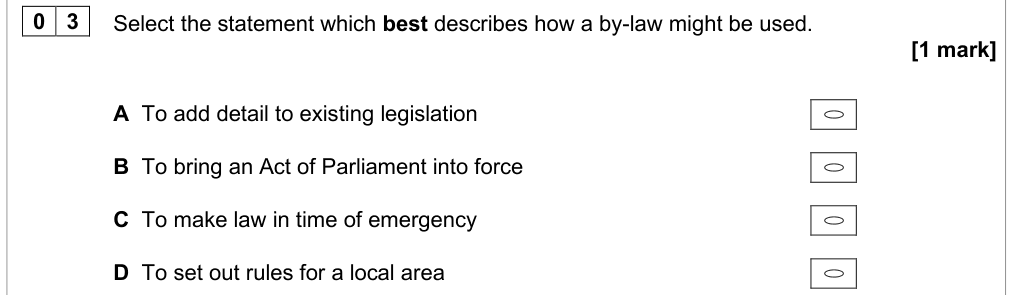 0 3 Select the statement which best describes how a by-law might be used.
[1 mark]
A To add detail to existing legislation
B To bring an Act of Parliament into force
C To make law in time of emergency
D To set out rules for a local area